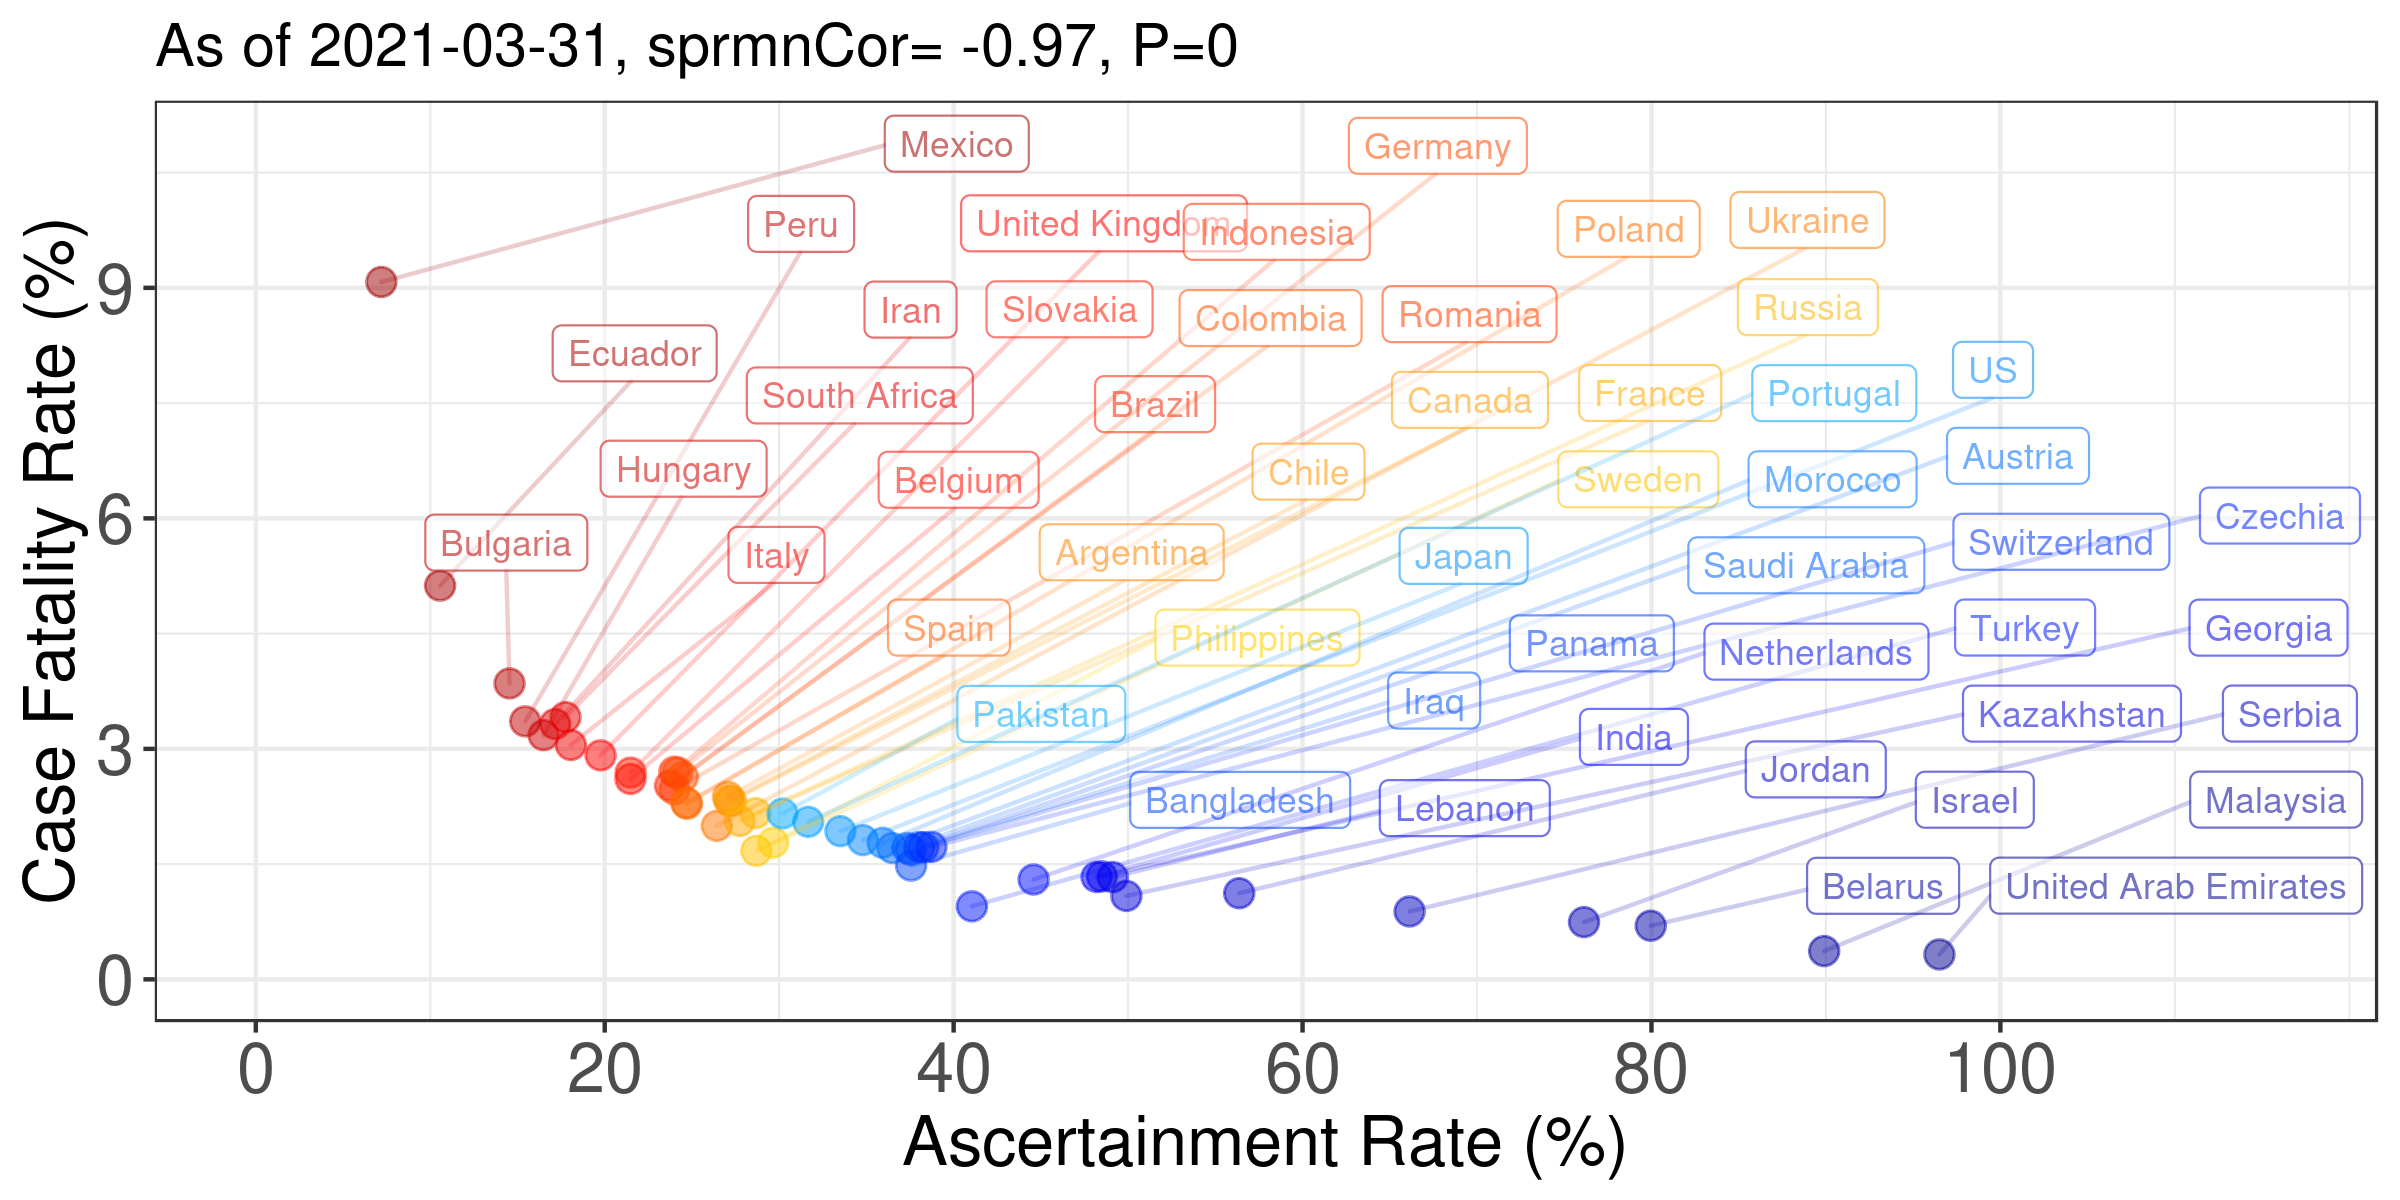 As of 2021-03-31, sprmnCor= -0.97, P=0
Case Fatality Rate (%)
9
6
3
0
Mexico
Germany
Peru
United Kingdom
Indonesia
Poland
Ukraine
Iran
Slovakia
Colombia
Romania
Russia
Ecuador
South Africa
Brazil
Canada
France
Portugal
US
Hungary
Belgium
Chile
Sweden
Morocco
Austria
Bulgaria
Italy
Argentina
Japan
Saudi Arabia
Switzerland
Czechia
Spain
Philippines
Panama
Netherlands
Turkey
Georgia
Pakistan
Iraq
India
Kazakhstan
Serbia
Bangladesh
Lebanon
Jordan
Israel
Malaysia
Belarus
United Arab Emirates
0 20 40 60 80 100
Ascertainment Rate (%)